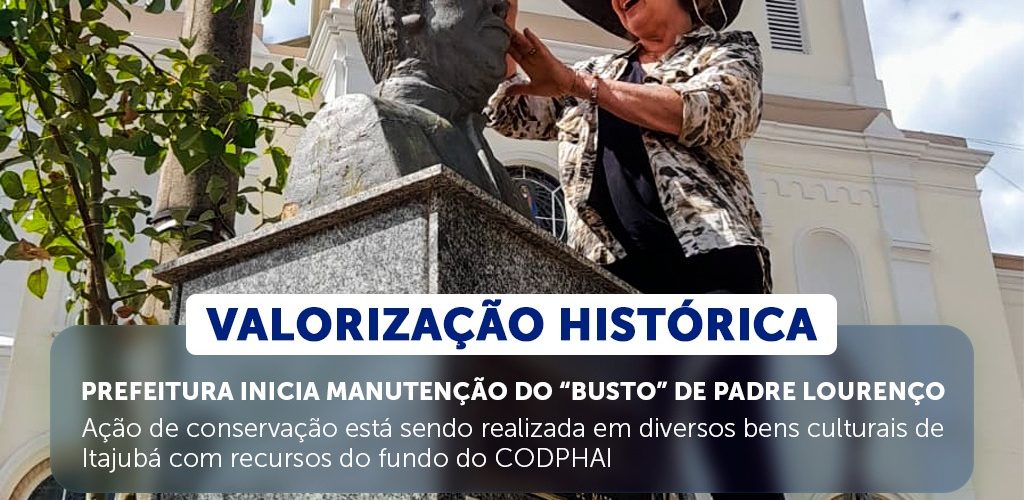 VALORIZAÇÃO HISTÓRICA
PREFEITURA INICIA MANUTENÇÃO DO “BUSTO” DE PADRE LOURENÇO
Ação de conservação está sendo realizada em diversos bens culturais de
Itajubá com recursos do fundo do CODPHAI